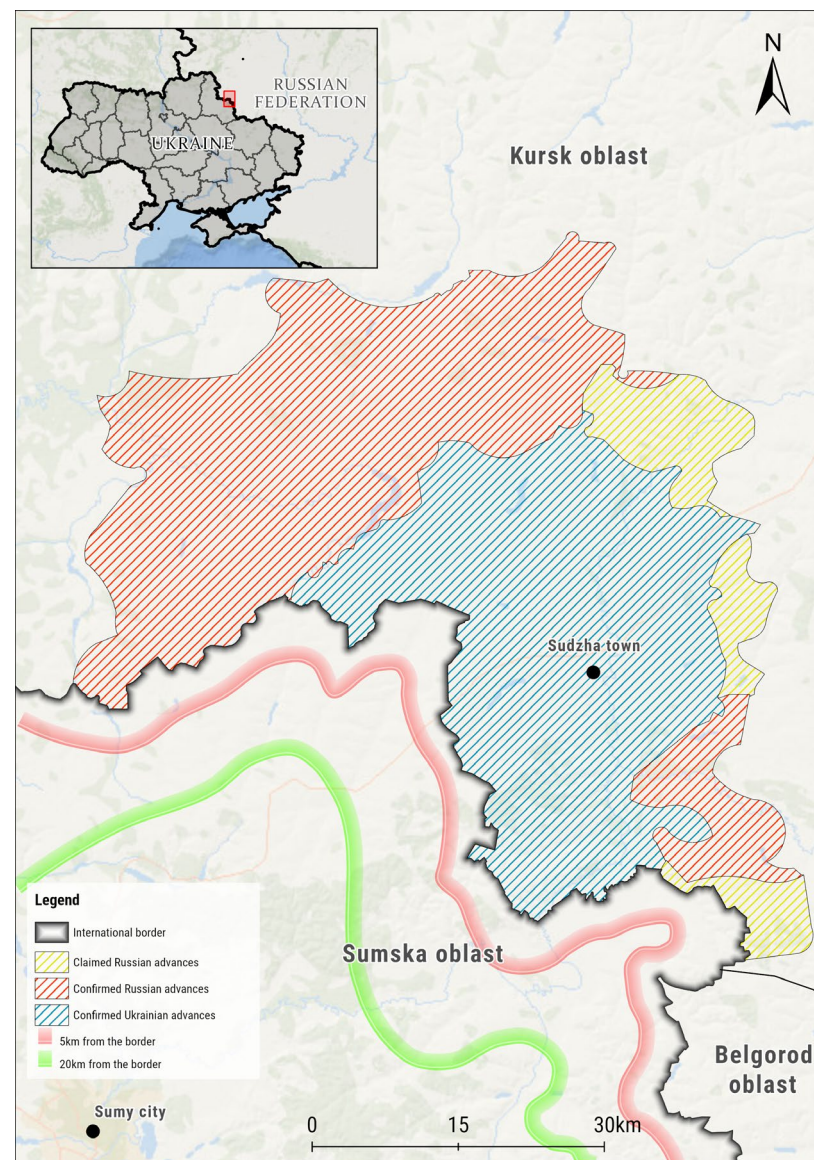 N
RUSSIAN
FEDERATION
UKRAINE
Kursk oblast
Sudzha town
Legend
International border
Claimed Russian advances
Confirmed Russian advances
Confirmed Ukrainian advances
5km from the border
20km from the border
Sumska oblast
Belgorod
oblast
Sumy city
0 15 30km